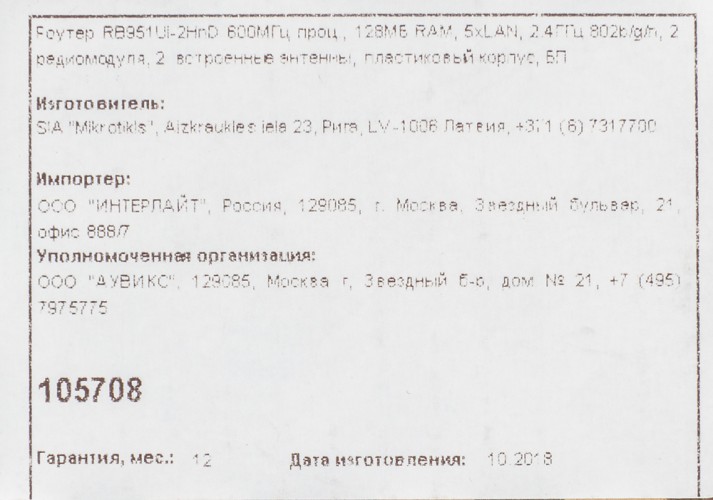 Роутер RB951Ui-2HnD 600МГц проц., 128МБ RAM, 5xLAN, 2.4ГГц 802b/g/n, 2
радиомодуля, 2 встроенные антенны, пластиковый корпус, БП
Изготовитель:
SIA "Mikrotikls", Aizkraukles iela 23, Рига, LV-1006 Латвия, +371 (6) 7317700
Импортер:
ООО "ИНТЕРЛАЙТ", Россия, 129085, г. Москва, Звездный бульвар, 21,
офис 888/7
Уполномоченная организация:
ООО "АУВИКС", 129085, Москва г, Звездный б-р, дом № 21, +7 (495)
7975775
105708
Гарантия, мес.: 12 Дата изготовления: 10.2018